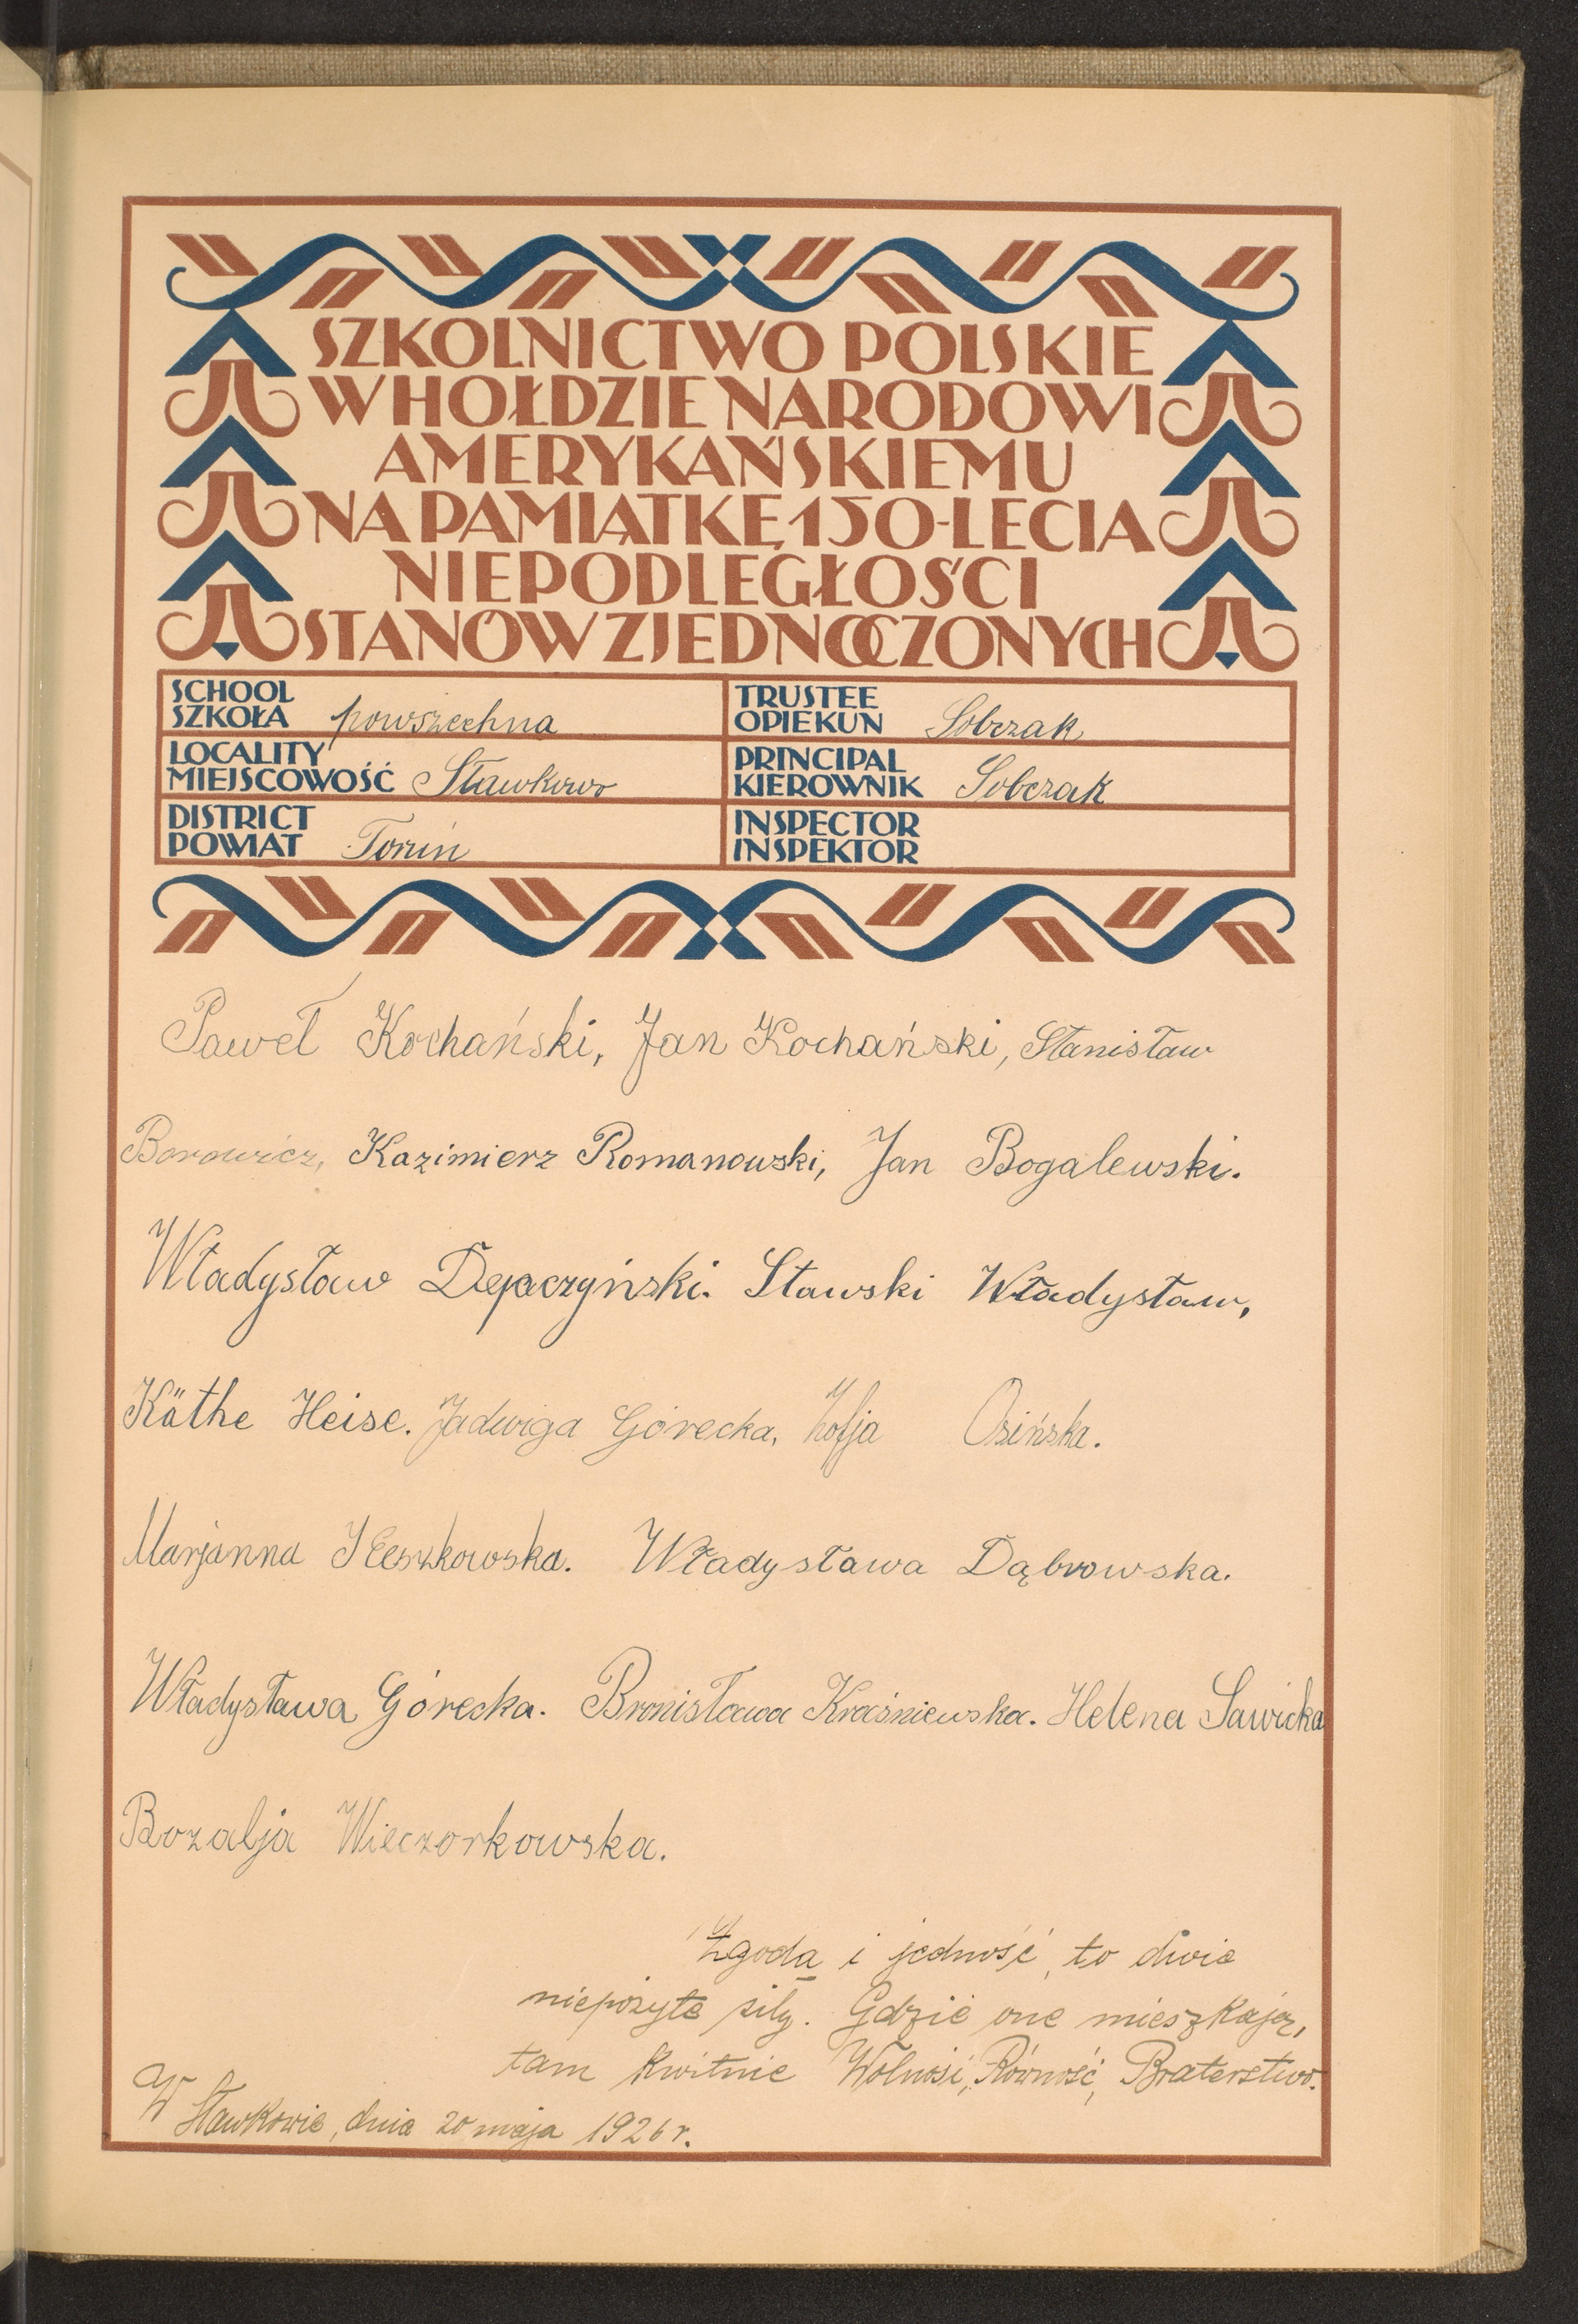 SZKOLNICTWO POLSKIE
W HOŁDZIE NARODOWI
AMERYKAŃSKIEMU
NA PAMIĄTKĘ 150-LECIA
NIEPODLEGŁOŚCI
STANÓW ZJEDNOCZONYCH
SCHOOL
SZKOŁA powszechna
TRUSTEE
OPIEKUN Sobczak
LOCALITY
MIEJSCOWOŚĆ Sławkowo
PRINCIPAL
KIEROWNIK Sobczak
DISTRICT
POWIAT Toruń
INSPECTOR
INSPEKTOR
Paweł Kochański, Jan Kochański, Stanisław
Borowicz, Kazimierz Romanowski, Jan Bogalewski.
Władysław Depczyński. Stawski Władysław,
Käthe Heise. Jadwiga Górecka, Zofja Osińska.
Marjanna Kleszkowska. Władysława Dąbrowska.
Władysława Górecka. Bronisława Kraśniewska. Helena Sawicka
Rozalja Wieczorkowska.
Zgoda i jedność, to dwie
niepożyte siły. Gdzie one mieszkają,
tam kwitnie Wolność, Równość, Braterstwo.
W Sławkowie, dnia 20 maja 1926 r.